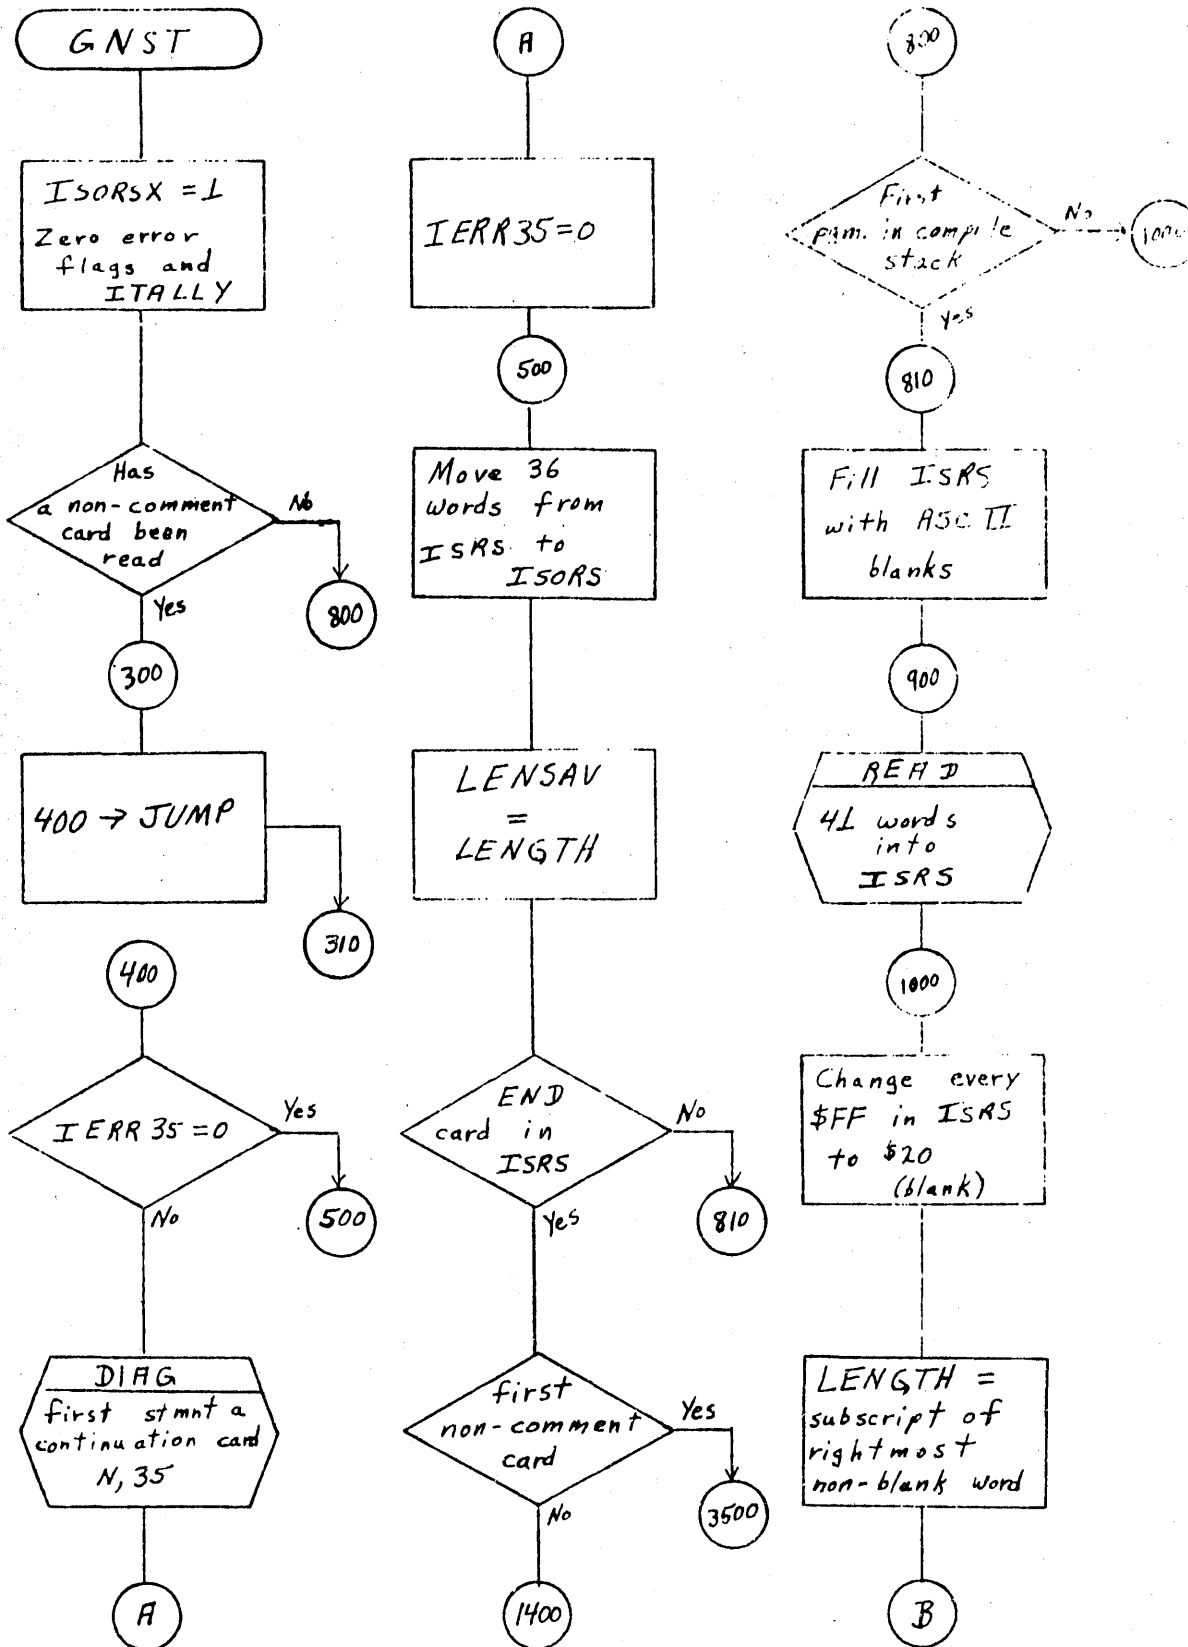 GNST
ISORSX = 1
Zero error
flags and
ITALLY
Has
a non-comment
card been
read
No
800
Yes
300
400 → JUMP
310
400
IERR35=0
Yes
500
No
DIAG
first stmnt a
continuation card
N, 35
A
A
IERR35=0
500
Move 36
words from
ISRS to
ISORS
LENSAV
=
LENGTH
END
card in
ISRS
No
810
Yes
first
non-comment
card
Yes
3500
No
1400
800
First
pgm. in compile
stack
No
1000
Yes
810
Fill ISRS
with ASCII
blanks
900
READ
41 words
into
ISRS
1000
Change every
$FF in ISRS
to $20
(blank)
LENGTH =
subscript of
rightmost
non-blank word
B